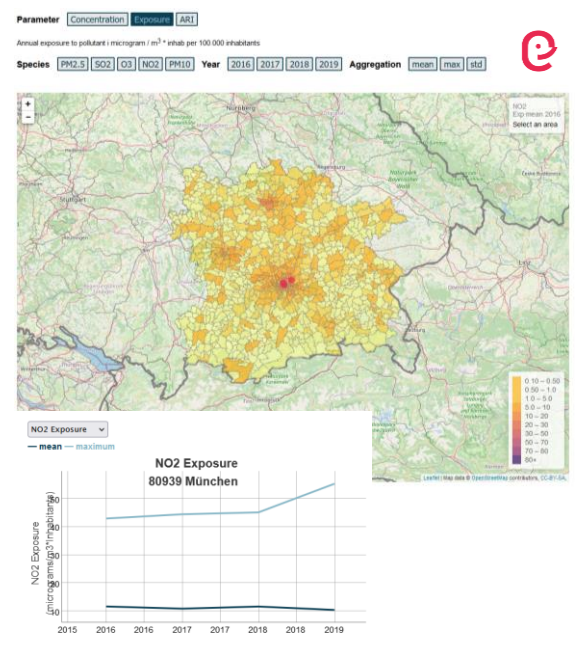 Parameter Concentration Exposure ARI
Annual exposure to pollutant i microgram / m3 * inhab per 100 000 inhabitants
Species PM2.5 SO2 O3 NO2 PM10 Year 2016 2017 2018 2019 Aggregation mean max std
+
−
NO2
Exp mean 2016
Select an area
Nürnberg
Regensburg
Stuttgart
Linz
0.10 – 0.50
0.50 – 1.0
1.0 – 5.0
5.0 – 10
10 – 20
20 – 30
30 – 50
50 – 70
70 – 80
80+
Leaflet | Map data © OpenStreetMap contributors, CC-BY-SA,
NO2 Exposure
mean maximum
NO2 Exposure
80939 München
NO2 Exposure
(micrograms/m3*inhabitants)
50
40
30
20
10
2015 2016 2016 2017 2017 2018 2018 2019